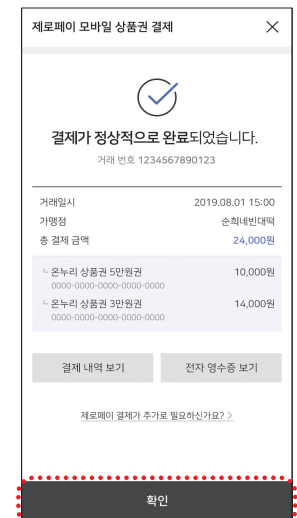 제로페이 모바일 상품권 결제
결제가 정상적으로 완료되었습니다.
거래 번호 1234567890123
거래일시 2019.08.01 15:00
가맹점 순희네빈대떡
총 결제 금액 24,000원
ㄴ 온누리 상품권 5만원권 10,000원
0000-0000-0000-0000-0000
ㄴ 온누리 상품권 3만원권 14,000원
0000-0000-0000-0000-0000
결제 내역 보기 전자 영수증 보기
제로페이 결제가 추가로 필요하신가요? >
확인